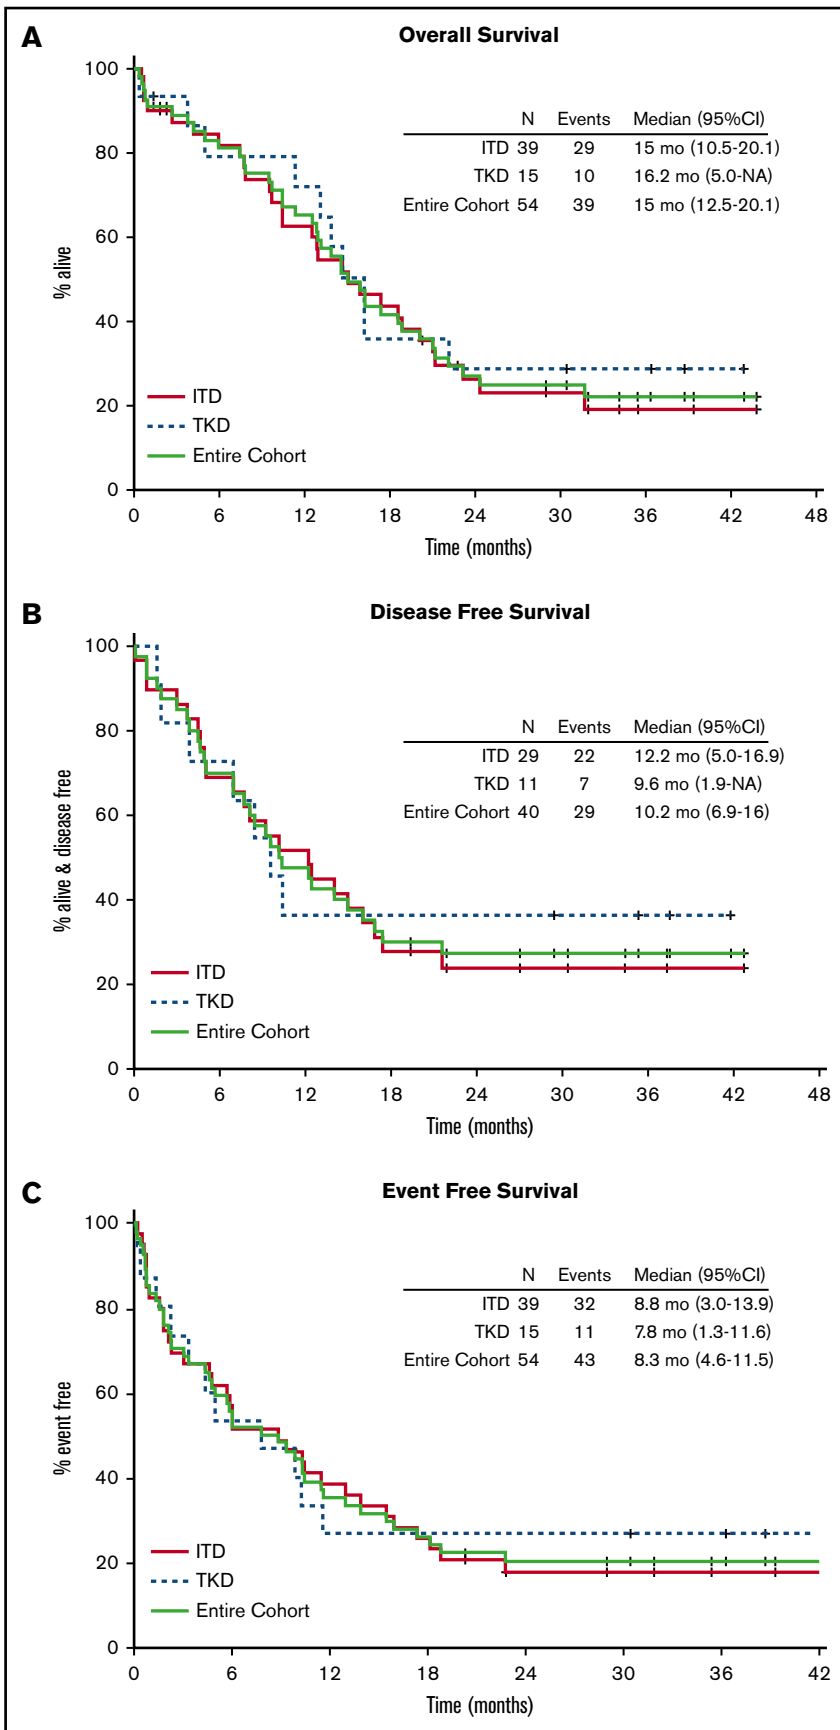 A
Overall Survival
100
80
60
40
20
0
% alive
N Events Median (95%CI)
ITD 39 29 15 mo (10.5-20.1)
TKD 15 10 16.2 mo (5.0-NA)
Entire Cohort 54 39 15 mo (12.5-20.1)
ITD
TKD
Entire Cohort
0 6 12 18 24 30 36 42 48
Time (months)
B
Disease Free Survival
100
80
60
40
20
0
% alive & disease free
N Events Median (95%CI)
ITD 29 22 12.2 mo (5.0-16.9)
TKD 11 7 9.6 mo (1.9-NA)
Entire Cohort 40 29 10.2 mo (6.9-16)
ITD
TKD
Entire Cohort
0 6 12 18 24 30 36 42 48
Time (months)
C
Event Free Survival
100
80
60
40
20
0
% event free
N Events Median (95%CI)
ITD 39 32 8.8 mo (3.0-13.9)
TKD 15 11 7.8 mo (1.3-11.6)
Entire Cohort 54 43 8.3 mo (4.6-11.5)
ITD
TKD
Entire Cohort
0 6 12 18 24 30 36 42
Time (months)